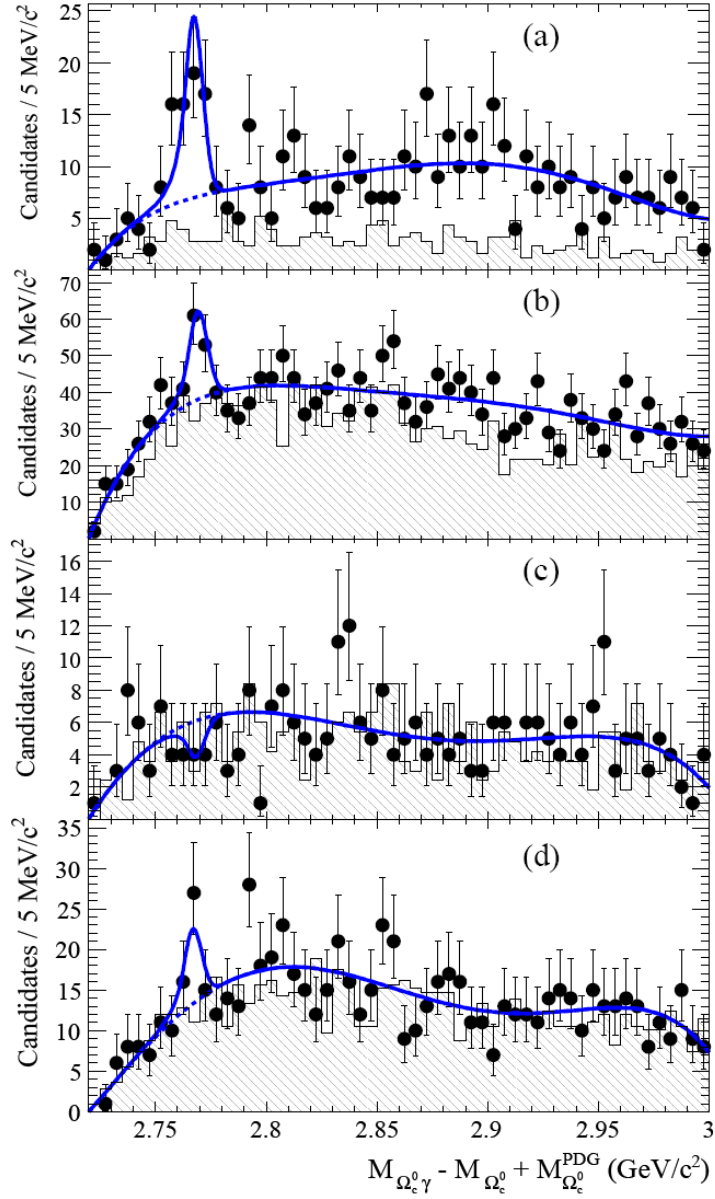 Candidates / 5 MeV/c²
25
20
15
10
5
(a)
Candidates / 5 MeV/c²
70
60
50
40
30
20
10
(b)
Candidates / 5 MeV/c²
16
14
12
10
8
6
4
2
(c)
Candidates / 5 MeV/c²
35
30
25
20
15
10
5
0
(d)
2.75 2.8 2.85 2.9 2.95 3
M_{Ω_c^0 γ} - M_{Ω_c^0} + M_{Ω_c^0}^{PDG} (GeV/c²)